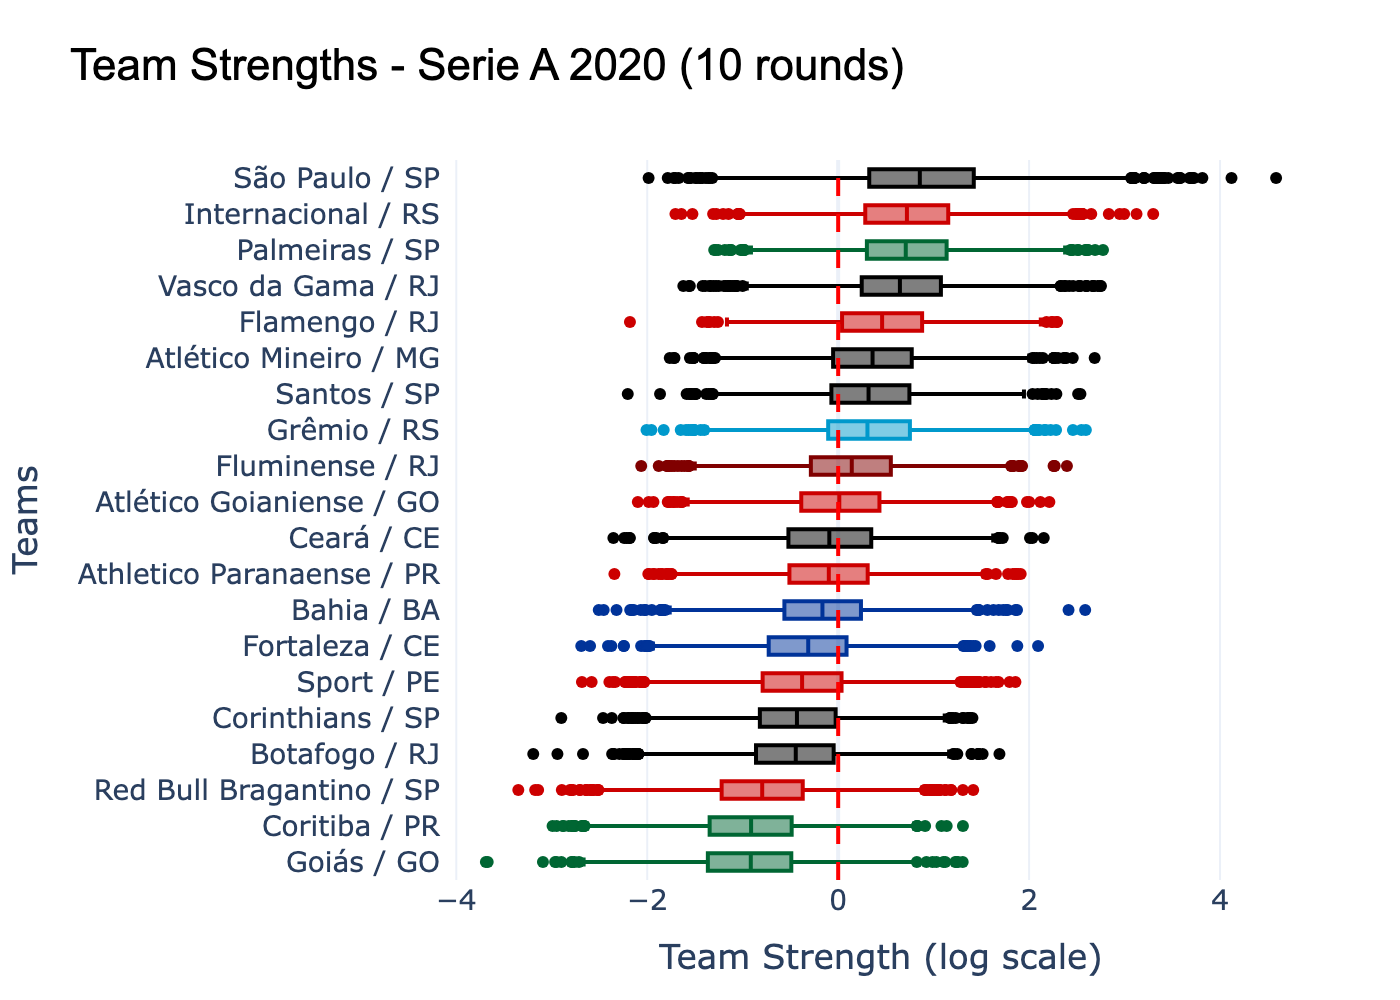 Team Strengths - Serie A 2020 (10 rounds)
São Paulo / SP
Internacional / RS
Palmeiras / SP
Vasco da Gama / RJ
Flamengo / RJ
Atlético Mineiro / MG
Santos / SP
Grêmio / RS
Fluminense / RJ
Atlético Goianiense / GO
Ceará / CE
Athletico Paranaense / PR
Bahia / BA
Fortaleza / CE
Sport / PE
Corinthians / SP
Botafogo / RJ
Red Bull Bragantino / SP
Coritiba / PR
Goiás / GO
Teams
−4 −2 0 2 4
Team Strength (log scale)